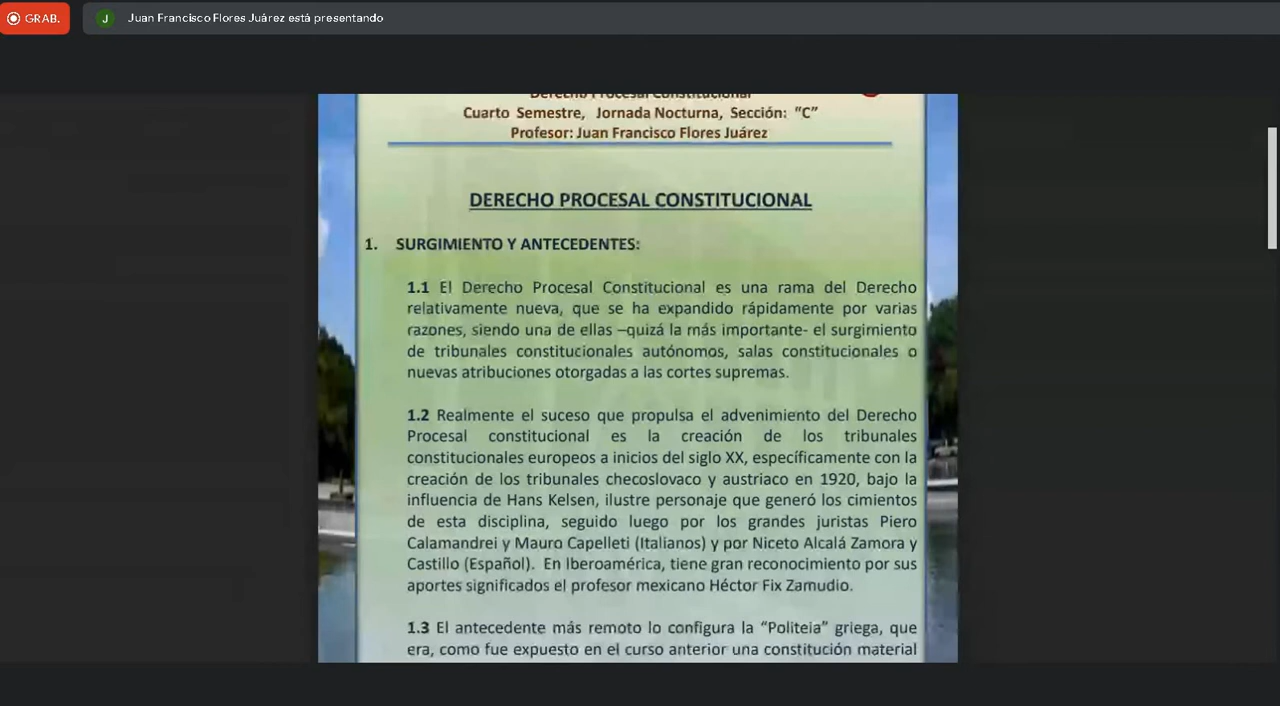 GRAB.
J
Juan Francisco Flores Juárez está presentando
Derecho Procesal Constitucional
Cuarto Semestre, Jornada Nocturna, Sección: “C”
Profesor: Juan Francisco Flores Juárez
DERECHO PROCESAL CONSTITUCIONAL
1. SURGIMIENTO Y ANTECEDENTES:
1.1 El Derecho Procesal Constitucional es una rama del Derecho
relativamente nueva, que se ha expandido rápidamente por varias
razones, siendo una de ellas –quizá la más importante- el surgimiento
de tribunales constitucionales autónomos, salas constitucionales o
nuevas atribuciones otorgadas a las cortes supremas.
1.2 Realmente el suceso que propulsa el advenimiento del Derecho
Procesal constitucional es la creación de los tribunales
constitucionales europeos a inicios del siglo XX, específicamente con la
creación de los tribunales checoslovaco y austriaco en 1920, bajo la
influencia de Hans Kelsen, ilustre personaje que generó los cimientos
de esta disciplina, seguido luego por los grandes juristas Piero
Calamandrei y Mauro Capelleti (Italianos) y por Niceto Alcalá Zamora y
Castillo (Español). En Iberoamérica, tiene gran reconocimiento por sus
aportes significados el profesor mexicano Héctor Fix Zamudio.
1.3 El antecedente más remoto lo configura la “Politeia” griega, que
era, como fue expuesto en el curso anterior una constitución material